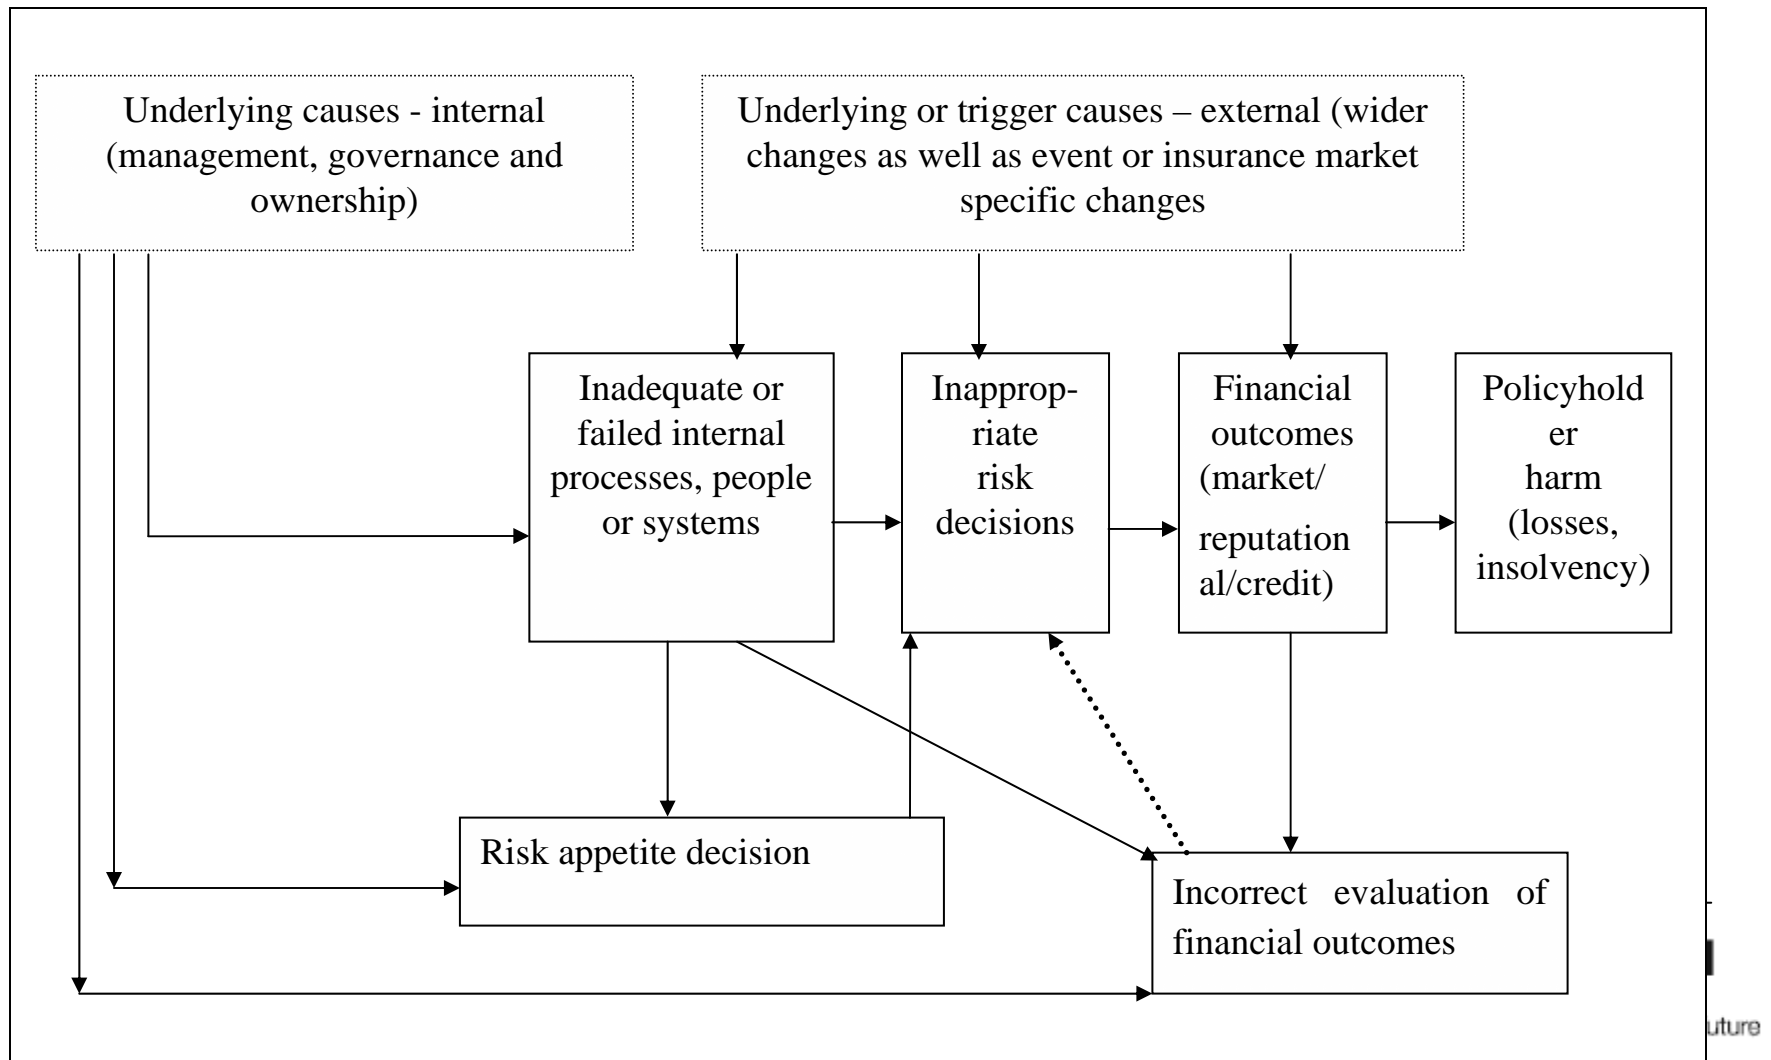 Underlying causes - internal
(management, governance and
ownership)
Underlying or trigger causes – external (wider
changes as well as event or insurance market
specific changes
Inadequate or
failed internal
processes, people
or systems
Inapprop-
riate
risk
decisions
Financial
outcomes
(market/
reputation
al/credit)
Policyhold
er
harm
(losses,
insolvency)
Risk appetite decision
Incorrect evaluation of
financial outcomes
uture